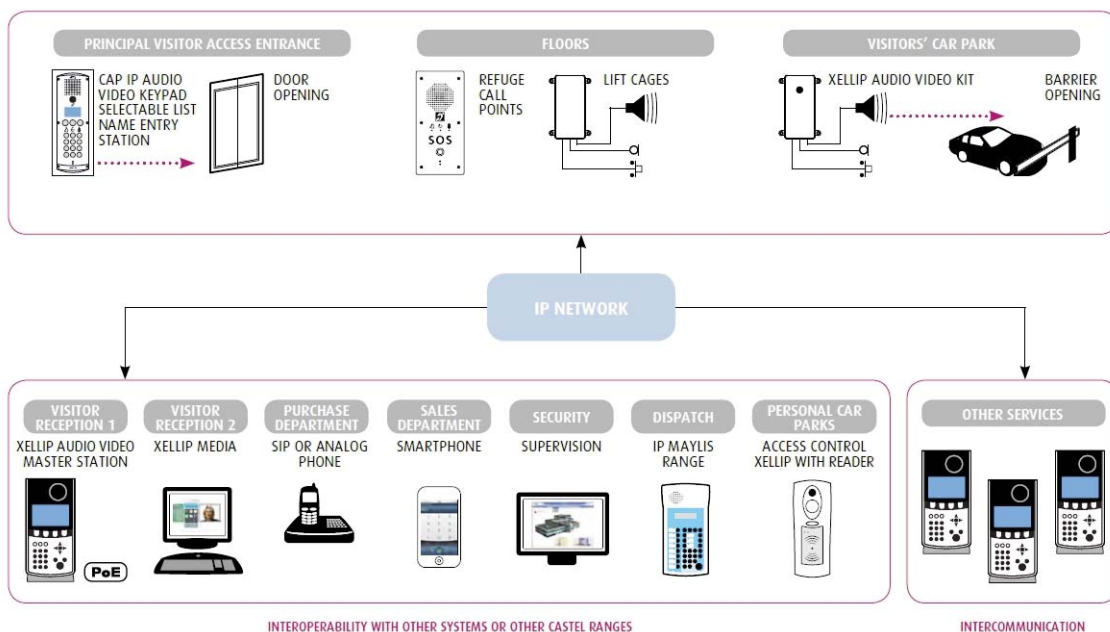 PRINCIPAL VISITOR ACCESS ENTRANCE
CAP IP AUDIO
VIDEO KEYPAD
SELECTABLE LIST
NAME ENTRY
STATION
DOOR
OPENING
FLOORS
SOS
REFUGE
CALL
POINTS
LIFT CAGES
VISITORS' CAR PARK
XELLIP AUDIO VIDEO KIT
BARRIER
OPENING
IP NETWORK
VISITOR
RECEPTION 1
XELLIP AUDIO VIDEO
MASTER STATION
PoE
VISITOR
RECEPTION 2
XELLIP MEDIA
PURCHASE
DEPARTMENT
SIP OR ANALOG
PHONE
SALES
DEPARTMENT
SMARTPHONE
SECURITY
SUPERVISION
DISPATCH
IP MAYLIS
RANGE
PERSONAL CAR
PARKS
ACCESS CONTROL
XELLIP WITH READER
OTHER SERVICES
INTEROPERABILITY WITH OTHER SYSTEMS OR OTHER CASTEL RANGES
INTERCOMMUNICATION